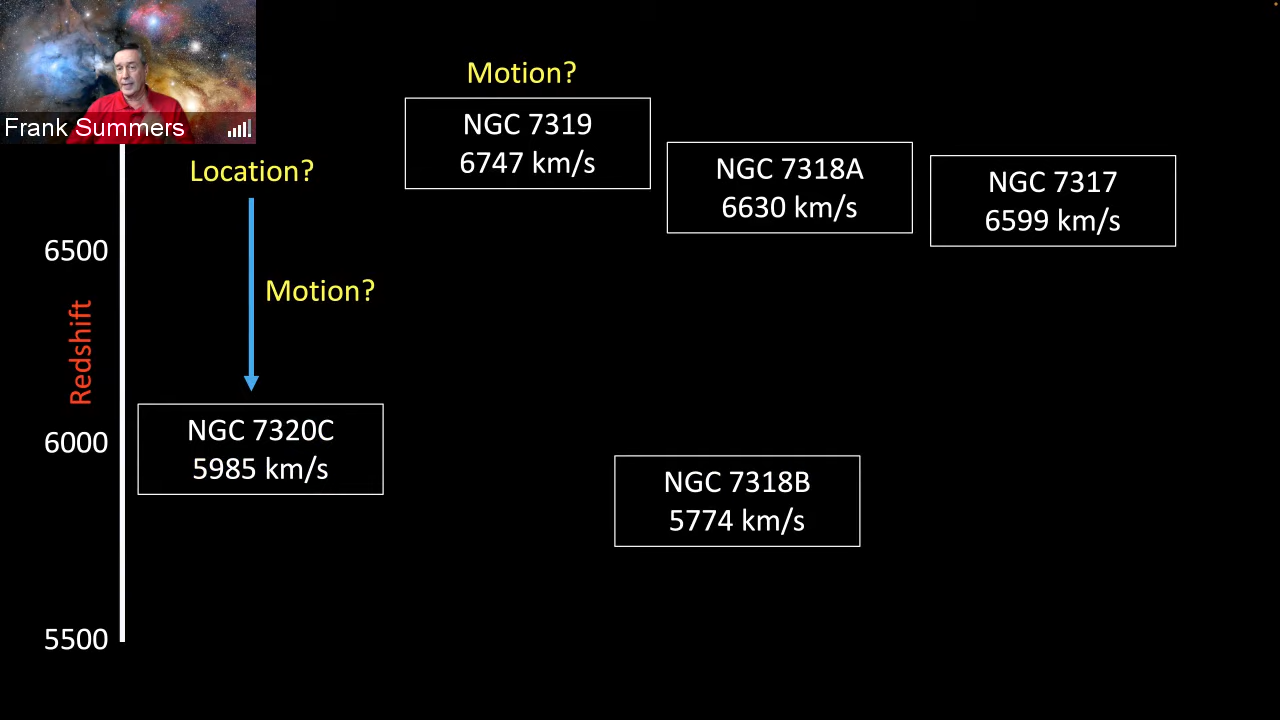 Frank Summers
Motion?
NGC 7319
6747 km/s
Location?
NGC 7318A
6630 km/s
NGC 7317
6599 km/s
6500
Motion?
Redshift
NGC 7320C
5985 km/s
6000
NGC 7318B
5774 km/s
5500